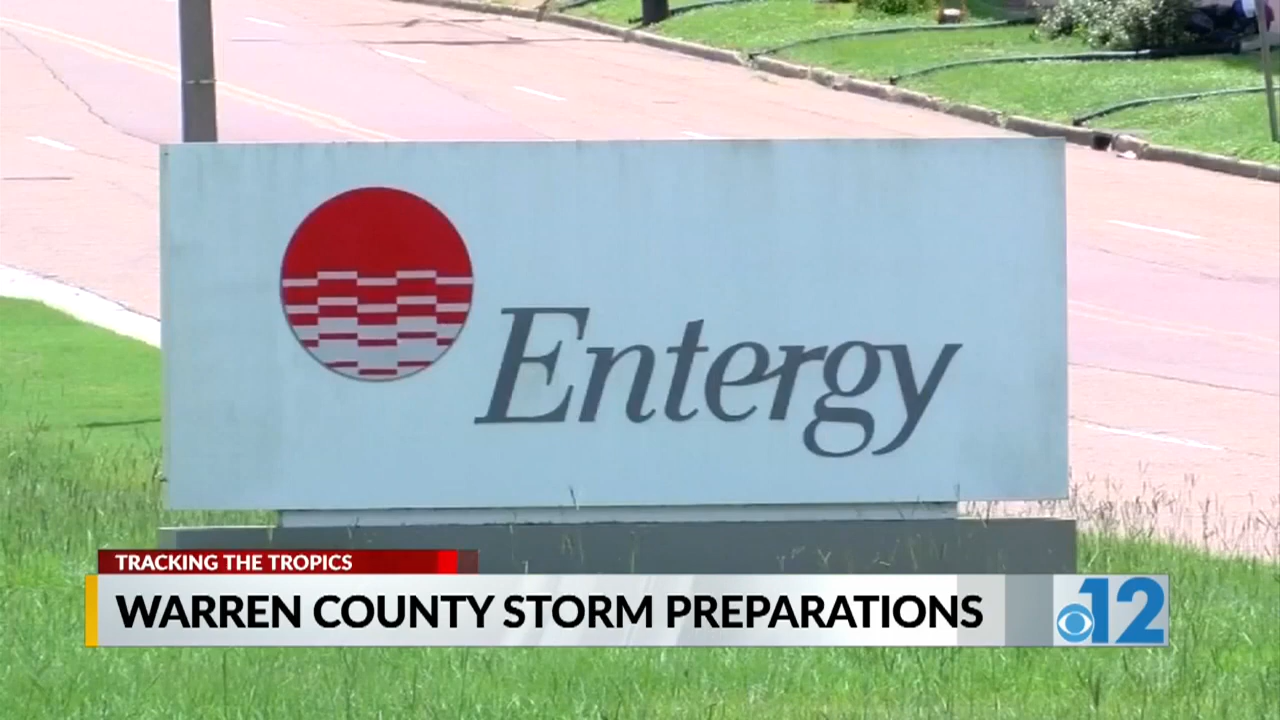 Entergy
TRACKING THE TROPICS
WARREN COUNTY STORM PREPARATIONS
12